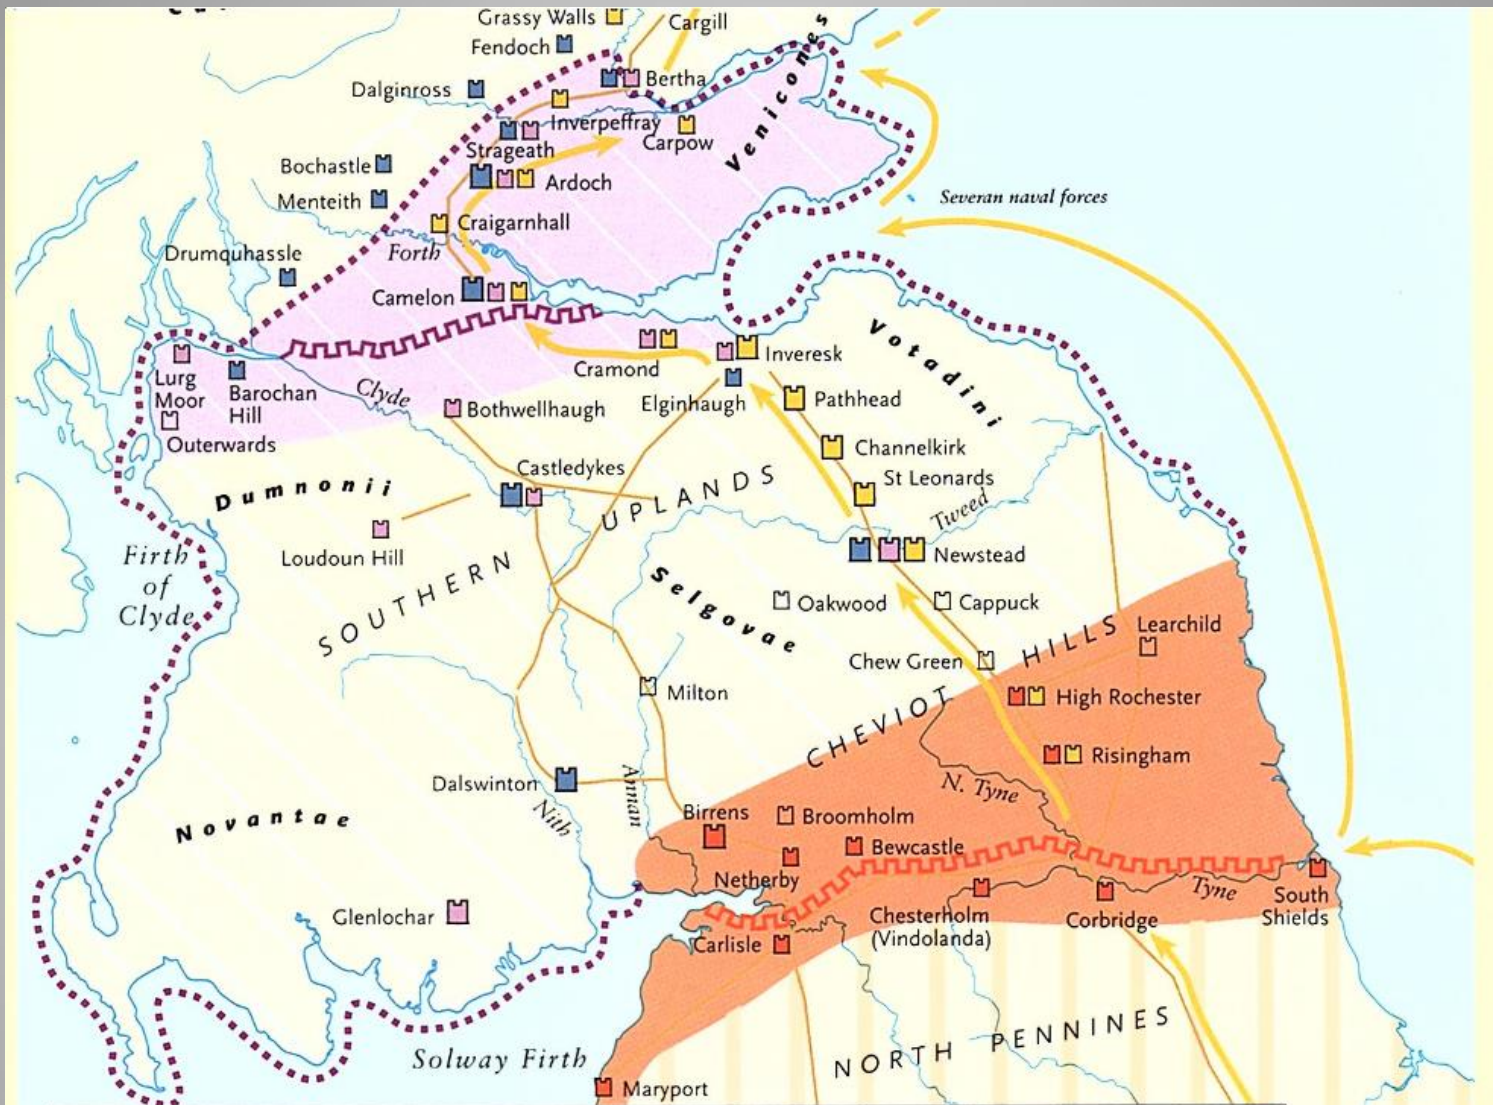 Grassy Walls
Cargill
Fendoch
Venicones
Dalginross
Bertha
Inverpeffray
Strageath
Carpow
Bochastle
Ardoch
Menteith
Severan naval forces
Craigarnhall
Forth
Drumquhassle
Camelon
Votadini
Inveresk
Cramond
Lurg
Moor
Barochan
Hill
Clyde
Elginhaugh
Pathhead
Bothwellhaugh
Outerwards
Channelkirk
Castledykes
St Leonards
Dumnonii
SOUTHERN UPLANDS
Tweed
Loudoun Hill
Newstead
Firth
of
Clyde
Selgovae
Oakwood
Cappuck
Learchild
Chew Green
CHEVIOT HILLS
Milton
High Rochester
Risingham
Dalswinton
Annan
N. Tyne
Nith
Birrens
Broomholm
Novantae
Bewcastle
Netherby
Tyne
South
Shields
Glenlochar
Chesterholm
(Vindolanda)
Corbridge
Carlisle
Solway Firth
NORTH PENNINES
Maryport